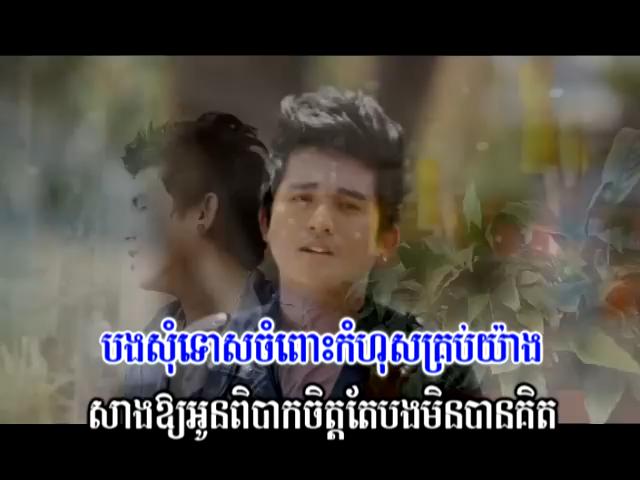 បងសុំទោសចំពោះកំហុសគ្រប់យ៉ាង
សាងឱ្យអូនពិបាកចិត្តតែបងមិនបានគិត